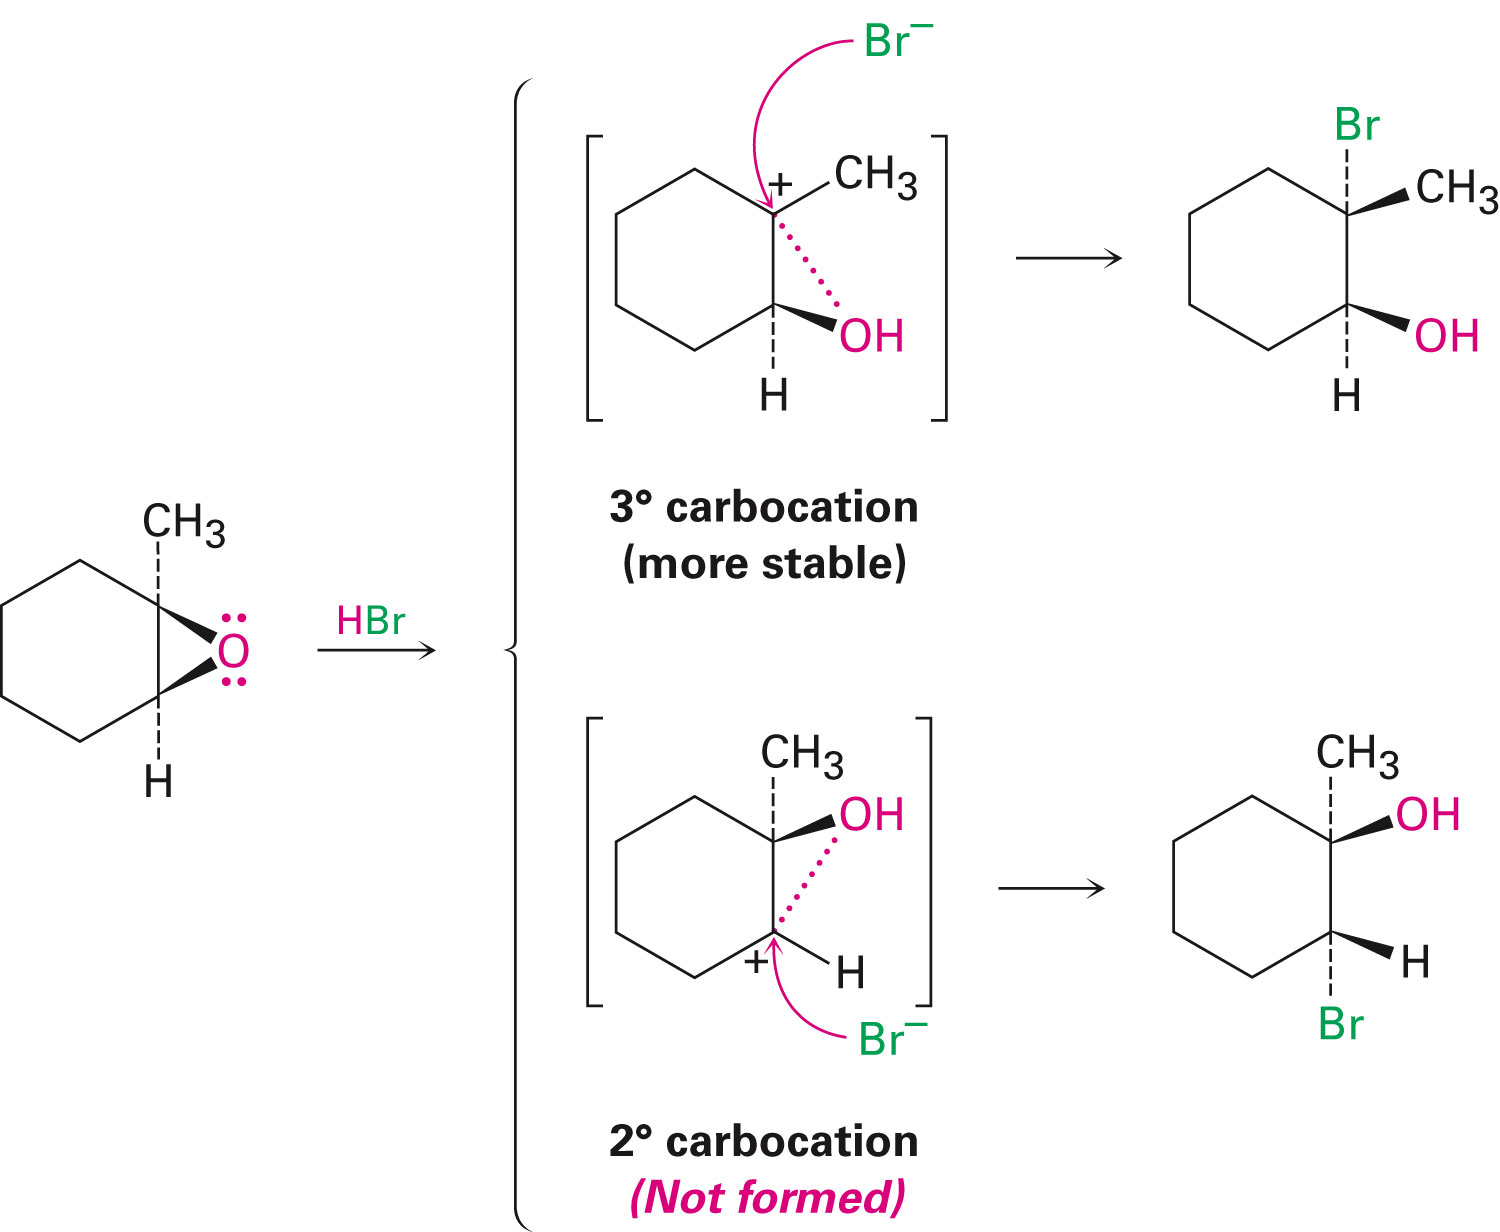 Br⁻
CH₃
+
OH
H
Br
CH₃
OH
H
3° carbocation
(more stable)
CH₃
O
H
HBr
CH₃
OH
+
H
Br⁻
CH₃
OH
H
Br
2° carbocation
(Not formed)